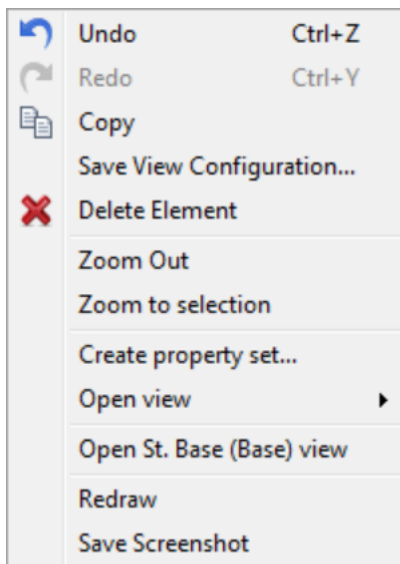 Undo Ctrl+Z
Redo Ctrl+Y
Copy
Save View Configuration...
Delete Element
Zoom Out
Zoom to selection
Create property set...
Open view
Open St. Base (Base) view
Redraw
Save Screenshot